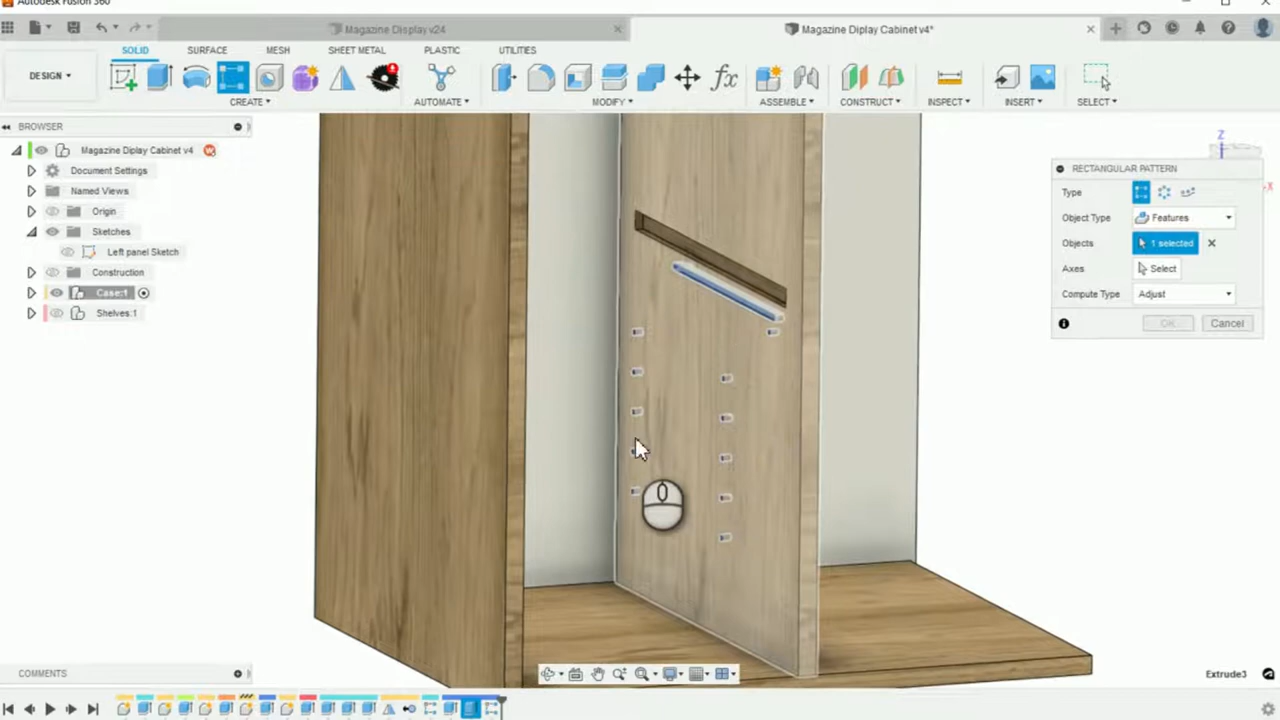 Autodesk Fusion 360
Magazine Display v24
Magazine Diplay Cabinet v4*
DESIGN
SOLID
SURFACE
MESH
SHEET METAL
PLASTIC
UTILITIES
CREATE
AUTOMATE
MODIFY
fx
ASSEMBLE
CONSTRUCT
INSPECT
INSERT
SELECT
BROWSER
Magazine Diplay Cabinet v4
Document Settings
Named Views
Origin
Sketches
Left panel Sketch
Construction
Case:1
Shelves:1
Z
X
RECTANGULAR PATTERN
Type
Object Type Features
Objects 1 selected
Axes Select
Compute Type Adjust
OK
Cancel
COMMENTS
Extrude3